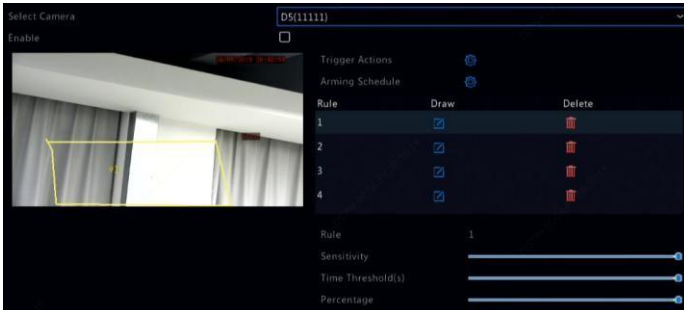 Select Camera
D5(11111)
Enable
Trigger Actions
Arming Schedule
Rule Draw Delete
1
2
3
4
#1
Rule 1
Sensitivity
Time Threshold(s)
Percentage